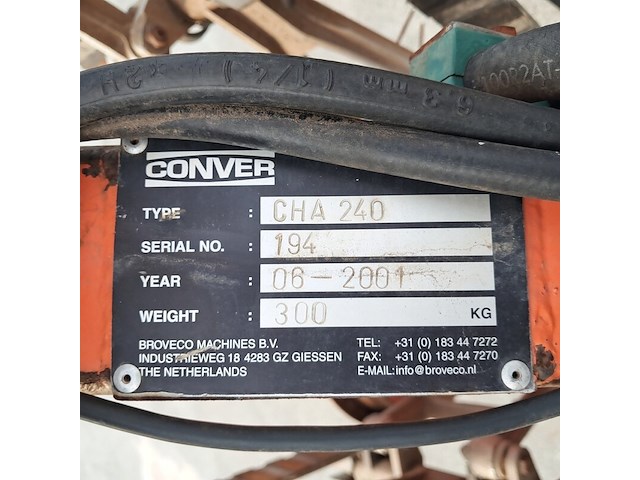 10082AT-
6.3 mm (1/4) - x2N
CONVER
TYPE : CHA 240
SERIAL NO. : 194
YEAR : 06-2001
WEIGHT : 300 KG
BROVECO MACHINES B.V. TEL: +31 (0) 183 44 7272
INDUSTRIEWEG 18 4283 GZ GIESSEN FAX: +31 (0) 183 44 7270
THE NETHERLANDS E-MAIL: info@broveco.nl